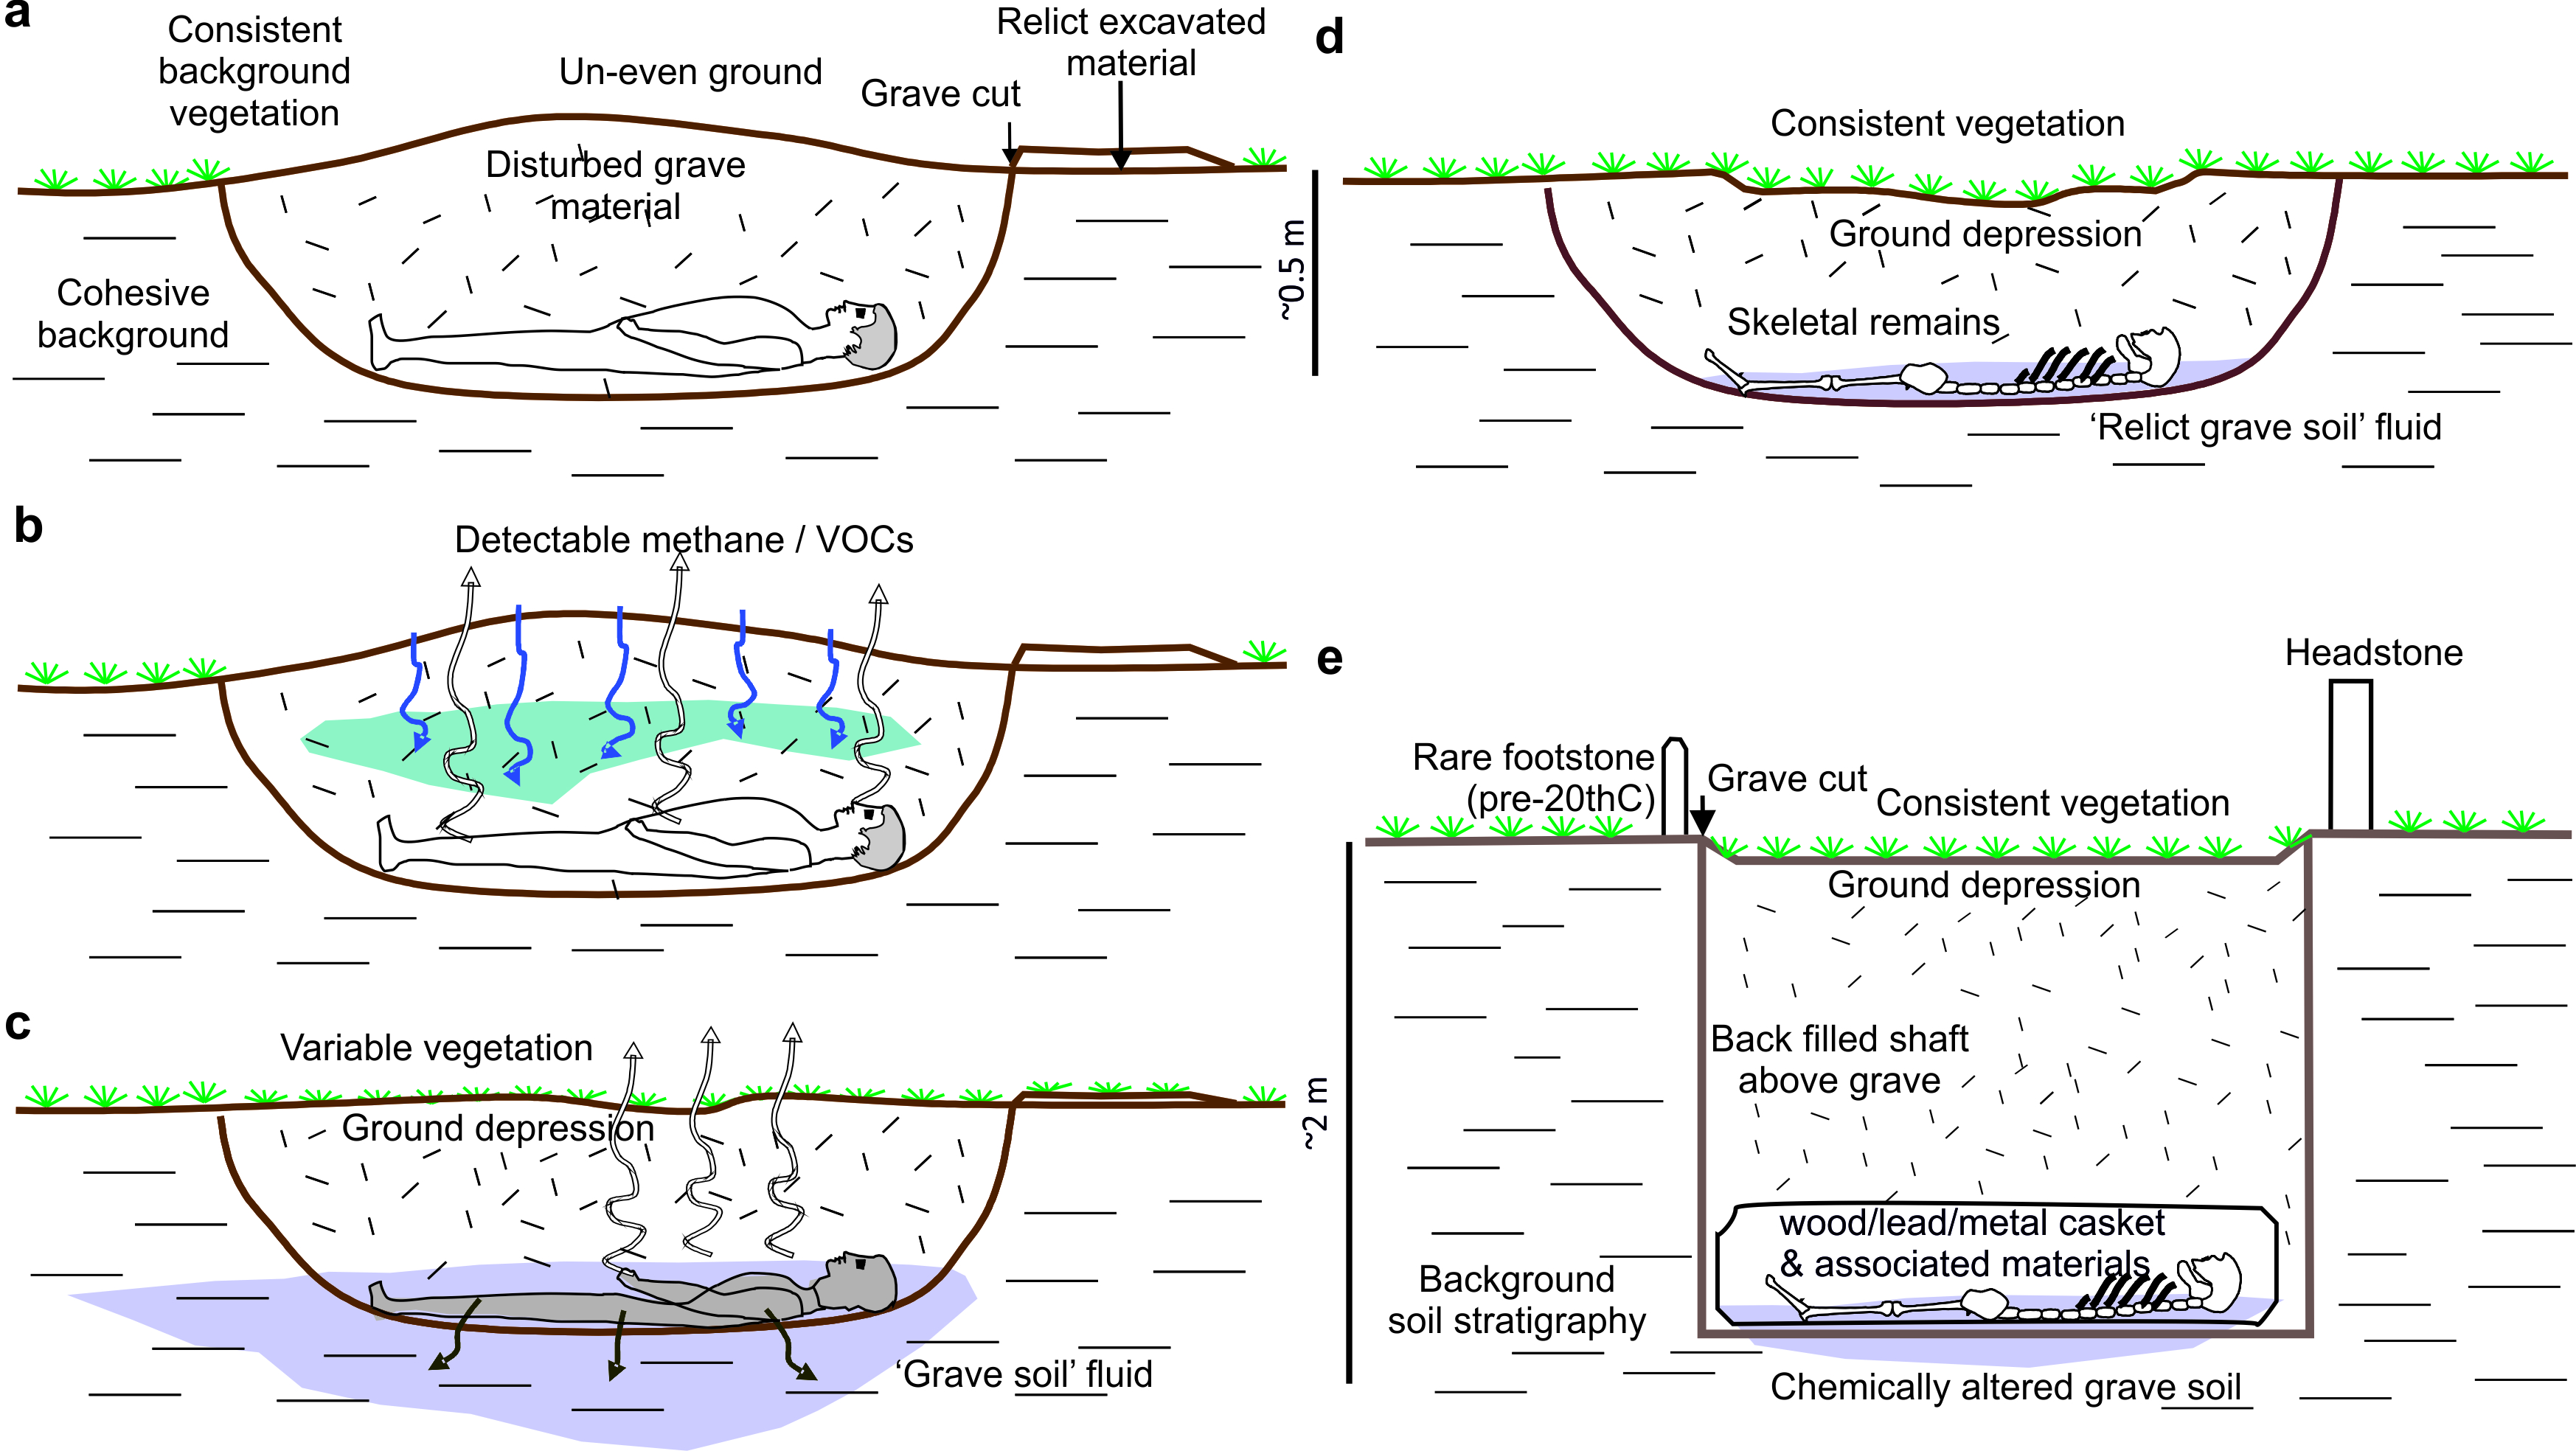 a
Consistent
background
vegetation
Un-even ground
Grave cut
Relict excavated
material
Disturbed grave
material
Cohesive
background
b
Detectable methane / VOCs
c
Variable vegetation
Ground depression
‘Grave soil’ fluid
d
Consistent vegetation
~0.5 m
Ground depression
Skeletal remains
‘Relict grave soil’ fluid
e
Headstone
Rare footstone
(pre-20thC)
Grave cut
Consistent vegetation
Ground depression
~2 m
Back filled shaft
above grave
wood/lead/metal casket
& associated materials
Background
soil stratigraphy
Chemically altered grave soil